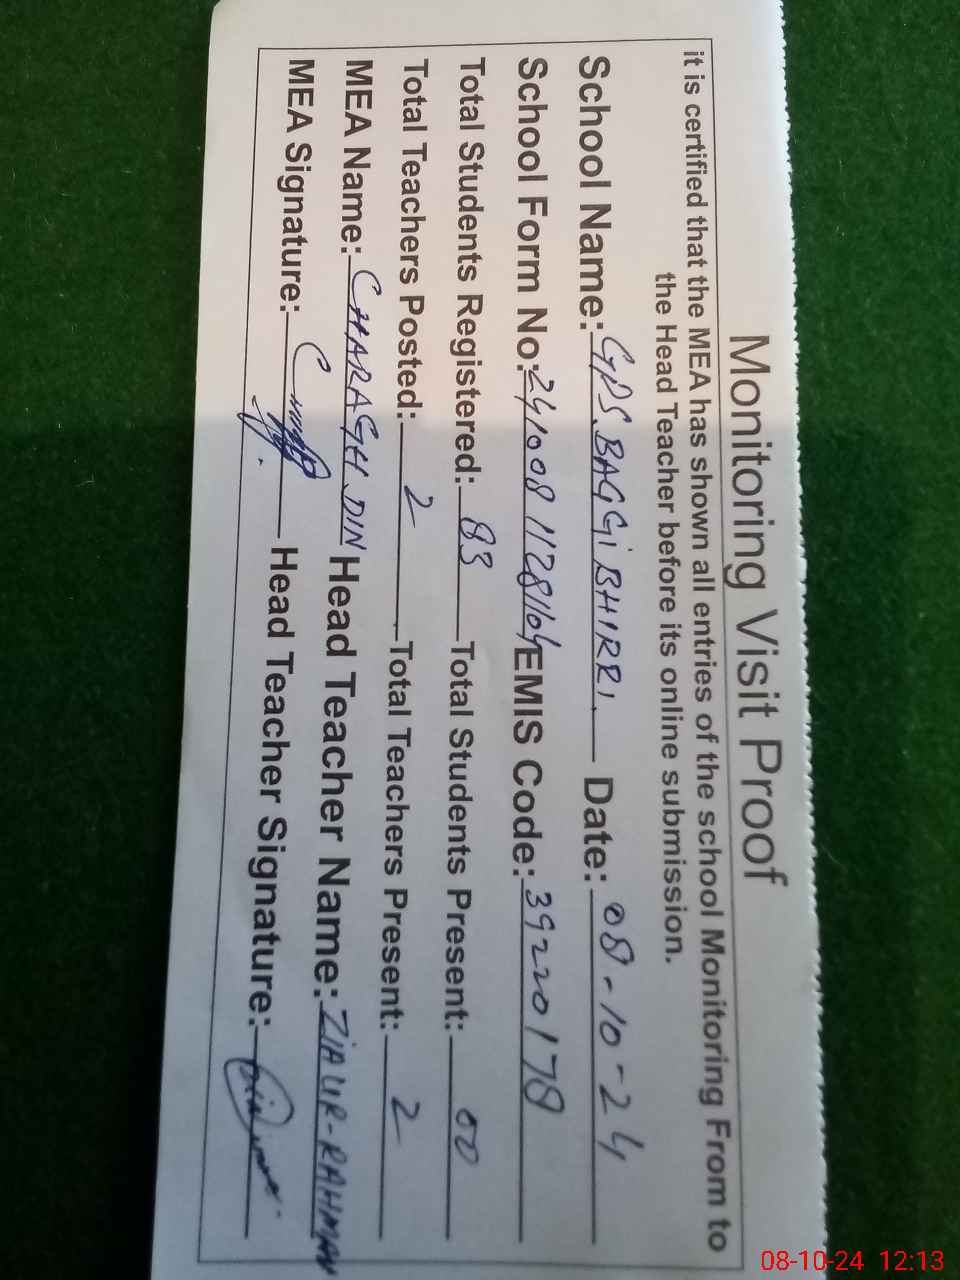 Monitoring Visit Proof
it is certified that the MEA has shown all entries of the school Monitoring From to
the Head Teacher before its online submission.
School Name: GPS. BAGGi BHIRRI. Date: 08-10-24
School Form No: 241008 11281104 EMIS Code: 39220178
Total Students Registered: 83 Total Students Present: 00
Total Teachers Posted: 2 Total Teachers Present: 2
MEA Name: CHARAGH DIN Head Teacher Name: ZIA UR-RAHMAN
MEA Signature: Head Teacher Signature:
08-10-24 12:13